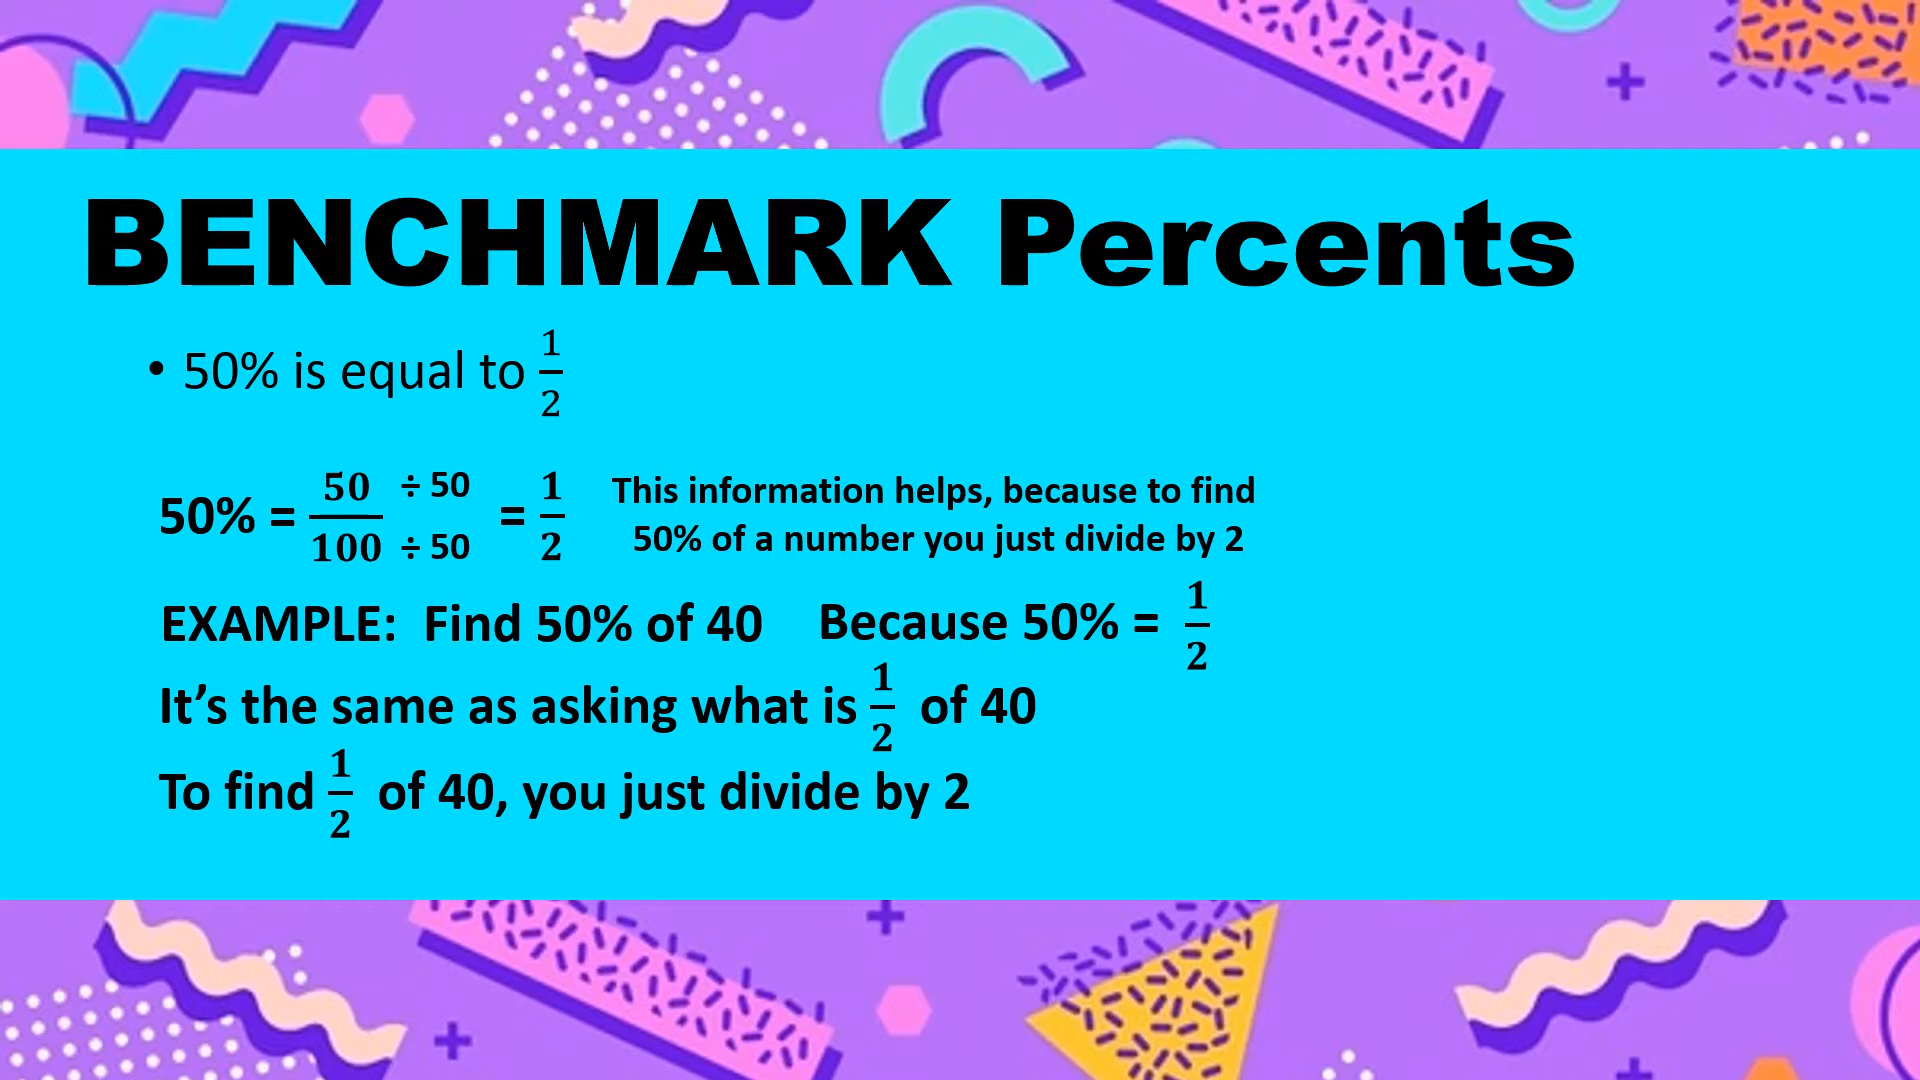 BENCHMARK Percents
• 50% is equal to 1/2
50% = 50/100 ÷ 50 ÷ 50 = 1/2
This information helps, because to find
50% of a number you just divide by 2
EXAMPLE: Find 50% of 40 Because 50% = 1/2
It’s the same as asking what is 1/2 of 40
To find 1/2 of 40, you just divide by 2